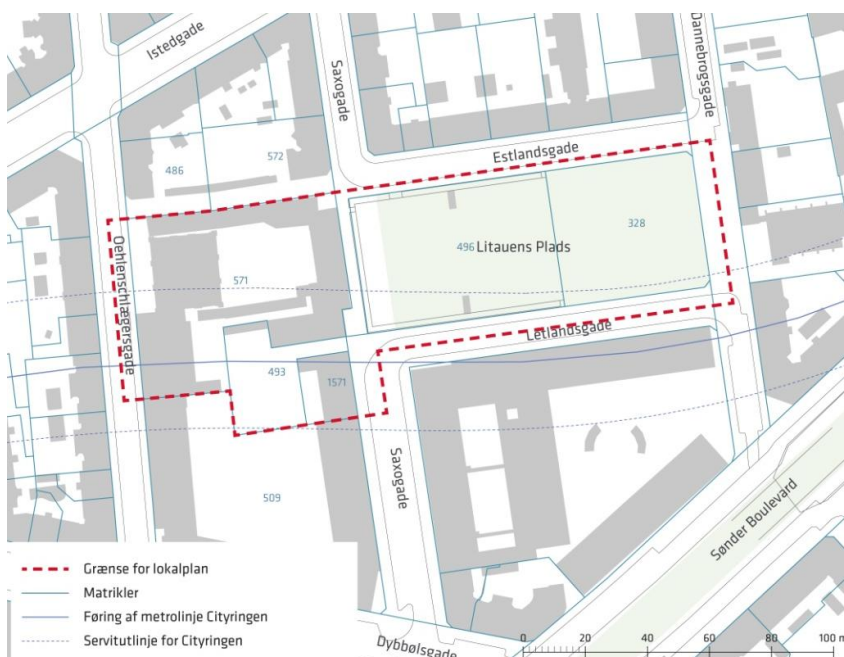 Istedgade
Saxogade
Dannebrogsgade
Estlandsgade
486
572
328
496
Litauens Plads
571
Oehlenschlægersgade
Letlandsgade
493
1571
Saxogade
509
Sønder Boulevard
Grænse for lokalplan
Matrikler
Føring af metrolinje Cityringen
Servitutlinje for Cityringen
Dybbølsgade
0 20 40 60 80 100 m